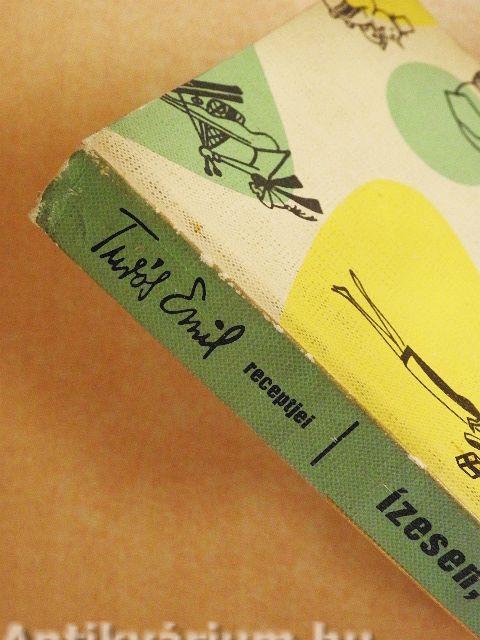 Turós Emil
receptjei
ízesen,
Antikvárium.hu